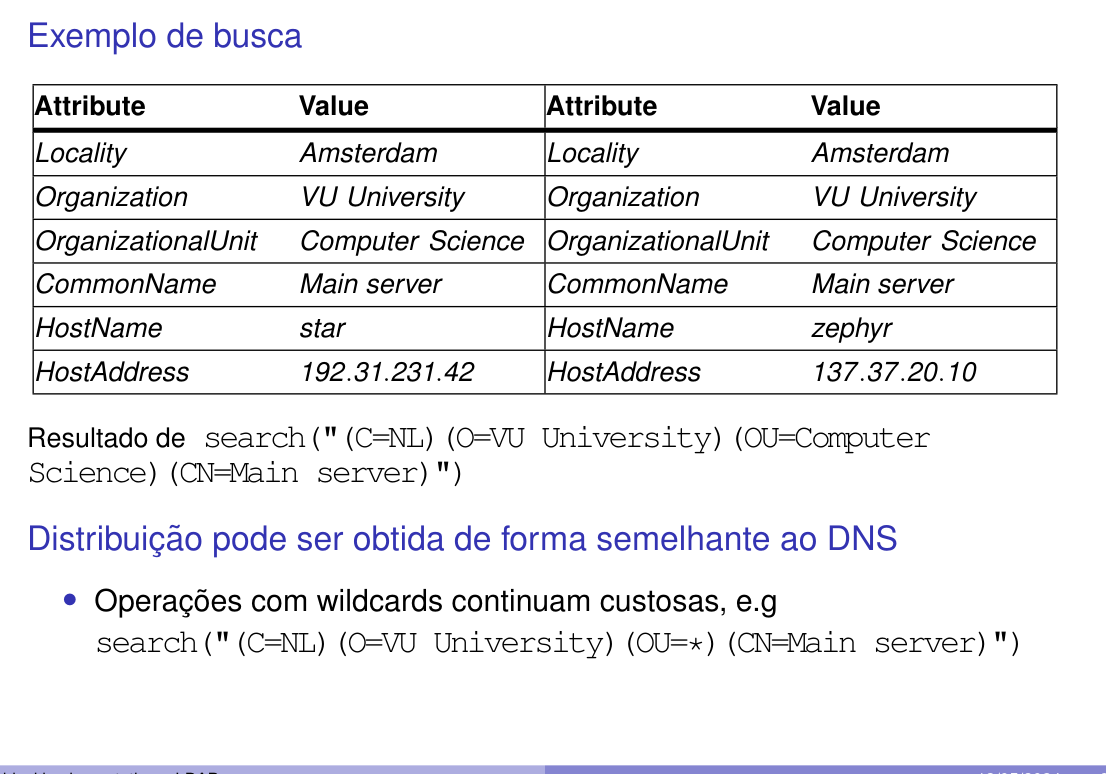 Exemplo de busca
Attribute Value Attribute Value
Locality Amsterdam Locality Amsterdam
Organization VU University Organization VU University
OrganizationalUnit Computer Science OrganizationalUnit Computer Science
CommonName Main server CommonName Main server
HostName star HostName zephyr
HostAddress 192.31.231.42 HostAddress 137.37.20.10
Resultado de search("(C=NL)(O=VU University)(OU=Computer
Science)(CN=Main server)")
Distribuição pode ser obtida de forma semelhante ao DNS
• Operações com wildcards continuam custosas, e.g
search("(C=NL)(O=VU University)(OU=*)(CN=Main server)")